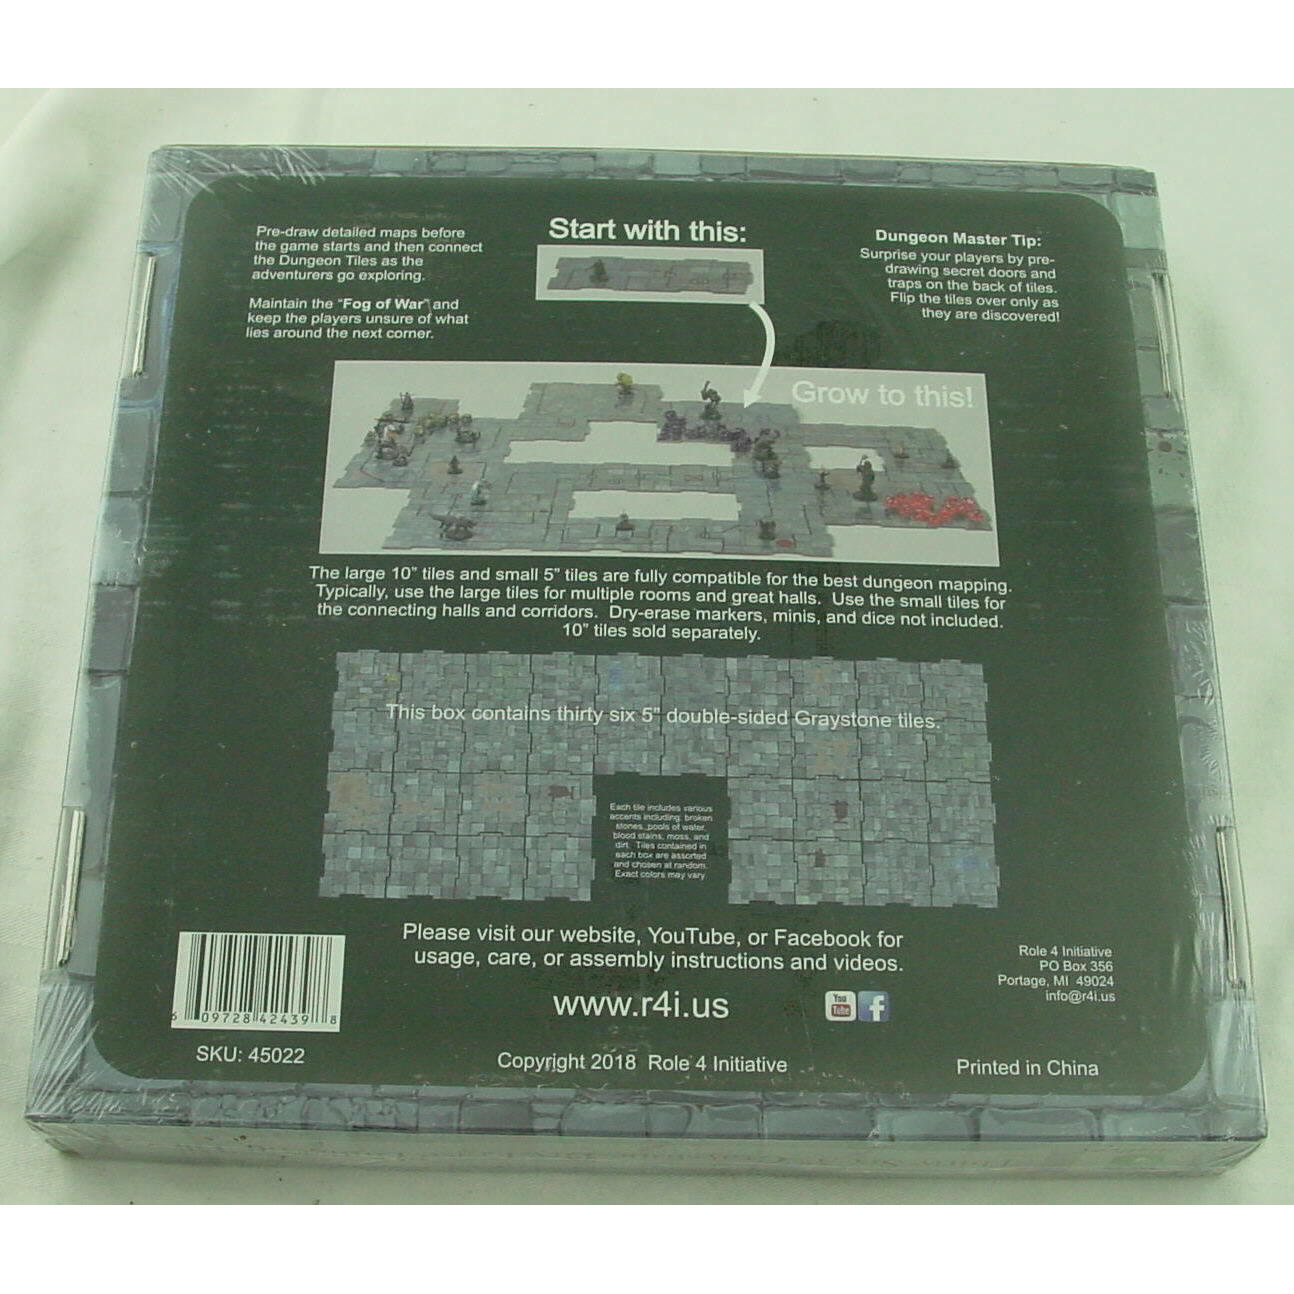 Pre-draw detailed maps before
the game starts and then connect
the Dungeon Tiles as the
adventurers go exploring.
Maintain the "Fog of War" and
keep the players unsure of what
lies around the next corner.
Start with this:
Dungeon Master Tip:
Surprise your players by pre-
drawing secret doors and
traps on the back of tiles.
Flip the tiles over only as
they are discovered!
Grow to this!
The large 10" tiles and small 5" tiles are fully compatible for the best dungeon mapping.
Typically, use the large tiles for multiple rooms and great halls. Use the small tiles for
the connecting halls and corridors. Dry-erase markers, minis, and dice not included.
10" tiles sold separately.
This box contains thirty six 5" double-sided Graystone tiles.
Each tile includes various
accents including: broken
stones, pools of water,
blood stains, moss, and
dirt. Tiles contained in
each box are assorted
and chosen at random.
Exact colors may vary.
Please visit our website, YouTube, or Facebook for
usage, care, or assembly instructions and videos.
www.r4i.us
You
Tube
f
Role 4 Initiative
PO Box 356
Portage, MI 49024
info@r4i.us
6 09728 42439 8
SKU: 45022
Copyright 2018 Role 4 Initiative
Printed in China